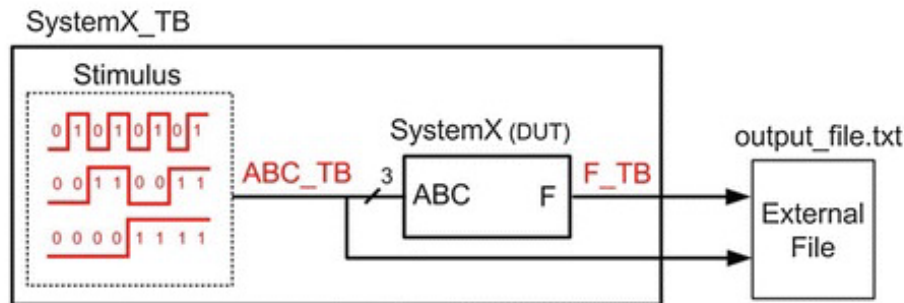 SystemX_TB
Stimulus
0 1 0 1 0 1 0 1
0 0 1 1 0 0 1 1
0 0 0 0 1 1 1 1
ABC_TB
3
SystemX (DUT)
ABC F
F_TB
output_file.txt
External
File